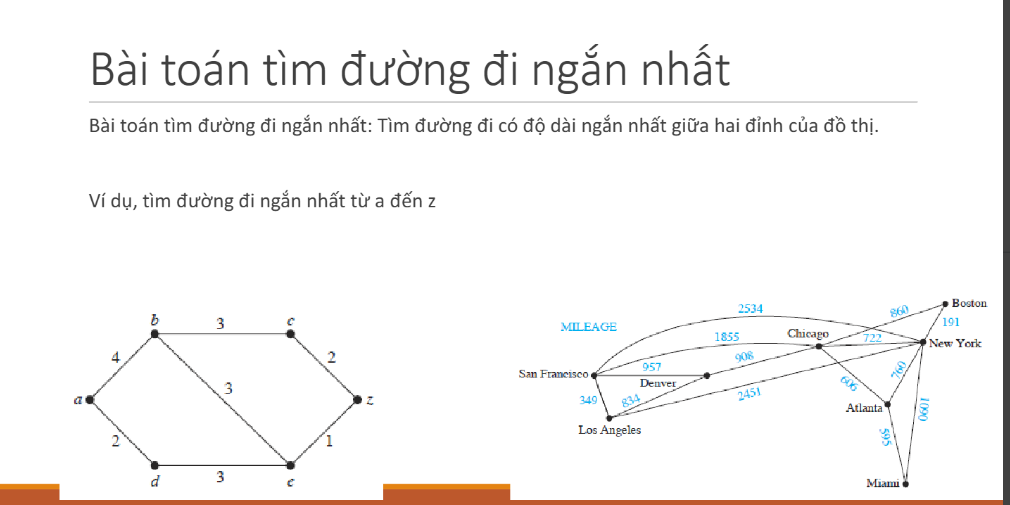 Bài toán tìm đường đi ngắn nhất
Bài toán tìm đường đi ngắn nhất: Tìm đường đi có độ dài ngắn nhất giữa hai đỉnh của đồ thị.
Ví dụ, tìm đường đi ngắn nhất từ a đến z
b
3
c
4
2
3
a
z
2
1
d
3
e
MILEAGE
2534
860
Boston
191
1855
Chicago
722
New York
908
San Francisco
957
Denver
760
606
349
834
2451
Atlanta
1090
Los Angeles
595
Miami